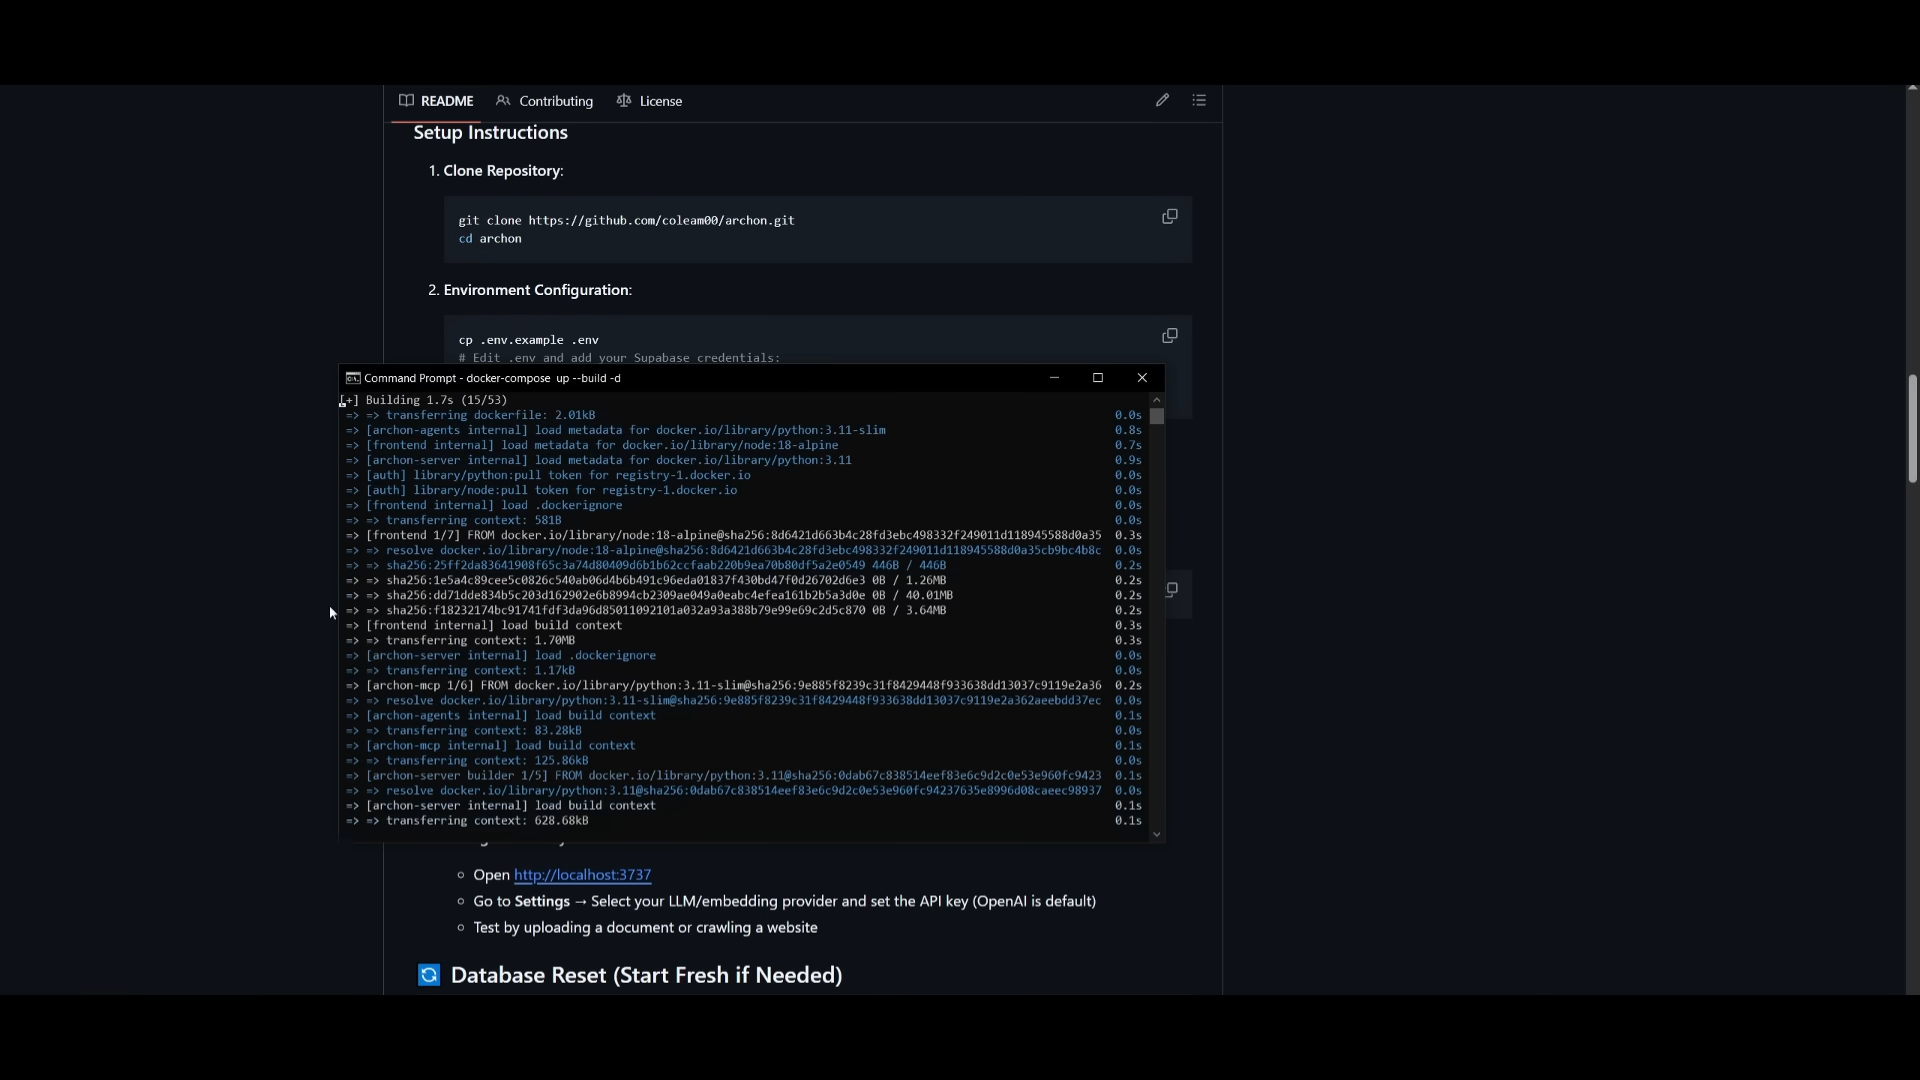 README Contributing License
Setup Instructions
1. Clone Repository:
git clone https://github.com/coleam00/archon.git
cd archon
2. Environment Configuration:
cp .env.example .env
# Edit .env and add your Supabase credentials:
Command Prompt - docker-compose up --build -d
[+] Building 1.7s (15/53)
=> => transferring dockerfile: 2.01kB 0.0s
=> [archon-agents internal] load metadata for docker.io/library/python:3.11-slim 0.8s
=> [frontend internal] load metadata for docker.io/library/node:18-alpine 0.7s
=> [archon-server internal] load metadata for docker.io/library/python:3.11 0.9s
=> [auth] library/python:pull token for registry-1.docker.io 0.0s
=> [auth] library/node:pull token for registry-1.docker.io 0.0s
=> [frontend internal] load .dockerignore 0.0s
=> => transferring context: 581B 0.0s
=> [frontend 1/7] FROM docker.io/library/node:18-alpine@sha256:8d6421d663b4c28fd3ebc498332f249011d118945588d0a35 0.3s
=> => resolve docker.io/library/node:18-alpine@sha256:8d6421d663b4c28fd3ebc498332f249011d118945588d0a35cb9bc4b8c 0.0s
=> => sha256:25ff2da83641908f65c3a74d80409d6b1b62ccfaab220b9ea70b80df5a2e0549 446B / 446B 0.2s
=> => sha256:1e5a4c89cee5c0826c540ab06d4b6b491c96eda01837f430bd47f0d26702d6e3 0B / 1.26MB 0.2s
=> => sha256:dd71dde834b5c203d162902e6b8994cb2309ae049a0eabc4efea161b2b5a3d0e 0B / 40.01MB 0.2s
=> => sha256:f18232174bc91741fdf3da96d85011092101a032a93a388b79e99e69c2d5c870 0B / 3.64MB 0.2s
=> [frontend internal] load build context 0.3s
=> => transferring context: 1.70MB 0.3s
=> [archon-server internal] load .dockerignore 0.0s
=> => transferring context: 1.17kB 0.0s
=> [archon-mcp 1/6] FROM docker.io/library/python:3.11-slim@sha256:9e885f8239c31f8429448f933638dd13037c9119e2a36 0.2s
=> => resolve docker.io/library/python:3.11-slim@sha256:9e885f8239c31f8429448f933638dd13037c9119e2a362aeebdd37ec 0.0s
=> [archon-agents internal] load build context 0.1s
=> => transferring context: 83.28kB 0.0s
=> [archon-mcp internal] load build context 0.1s
=> => transferring context: 125.86kB 0.0s
=> [archon-server builder 1/5] FROM docker.io/library/python:3.11@sha256:0dab67c838514eef83e6c9d2c0e53e960fc9423 0.1s
=> => resolve docker.io/library/python:3.11@sha256:0dab67c838514eef83e6c9d2c0e53e960fc94237635e8996d08caeec98937 0.0s
=> [archon-server internal] load build context 0.1s
=> => transferring context: 628.68kB 0.1s
Open http://localhost:3737
Go to Settings → Select your LLM/embedding provider and set the API key (OpenAI is default)
Test by uploading a document or crawling a website
Database Reset (Start Fresh if Needed)